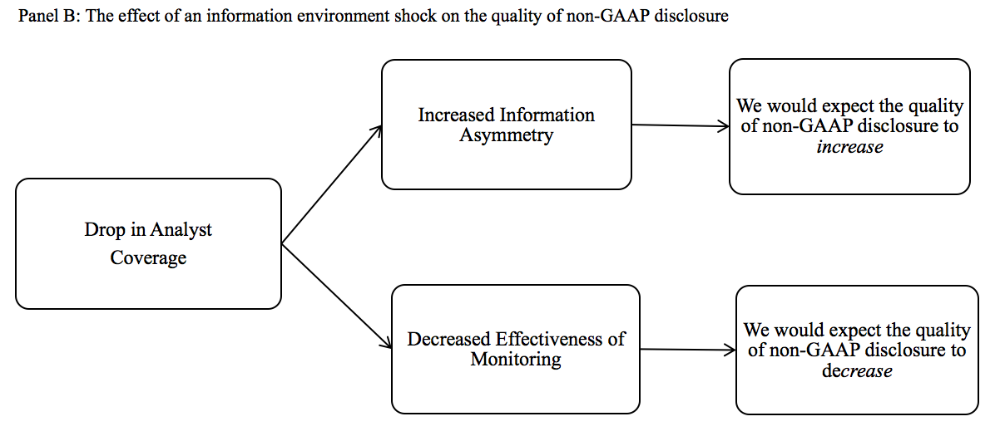 Panel B: The effect of an information environment shock on the quality of non-GAAP disclosure
Drop in Analyst
Coverage
Increased Information
Asymmetry
We would expect the quality
of non-GAAP disclosure to
increase
Decreased Effectiveness of
Monitoring
We would expect the quality
of non-GAAP disclosure to
decrease